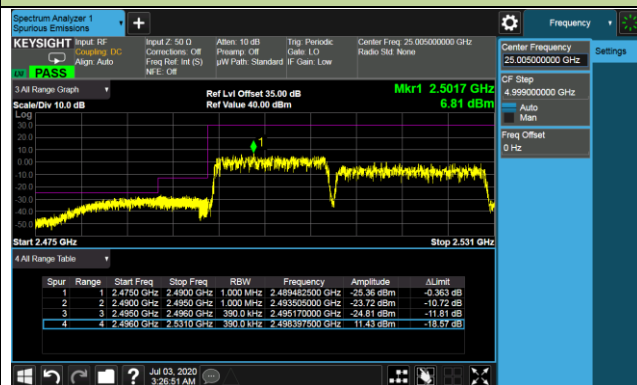 Spectrum Analyzer 1
Spurious Emissions
Frequency
KEYSIGHT Input: RF
Coupling: DC
Align: Auto
Input Z: 50 Ω
Corrections: Off
Freq Ref: Int (S)
NFE: Off
Atten: 10 dB
Preamp: Off
µW Path: Standard
Trig: Periodic
Gate: LO
IF Gain: Low
Center Freq: 25.005000000 GHz
Radio Std: None
PASS
Center Frequency
25.005000000 GHz
Settings
CF Step
4.999000000 GHz
Auto
Man
Freq Offset
0 Hz
3 All Range Graph
Scale/Div 10.0 dB
Ref Lvl Offset 35.00 dB
Ref Value 40.00 dBm
Mkr1 2.5017 GHz
6.81 dBm
Log
30.0
20.0
10.0
0.00
-10.0
-20.0
-30.0
-40.0
-50.0
1
Start 2.475 GHz
Stop 2.531 GHz
4 All Range Table
Spur Range Start Freq Stop Freq RBW Frequency Amplitude ΔLimit
1 1 2.4750 GHz 2.4900 GHz 1.000 MHz 2.489482500 GHz -25.36 dBm -0.363 dB
2 2 2.4900 GHz 2.4950 GHz 1.000 MHz 2.493505000 GHz -23.72 dBm -10.72 dB
3 3 2.4950 GHz 2.4960 GHz 390.0 kHz 2.495170000 GHz -24.81 dBm -11.81 dB
4 4 2.4960 GHz 2.5310 GHz 390.0 kHz 2.498397500 GHz 11.43 dBm -18.57 dB
Jul 03, 2020
3:26:51 AM